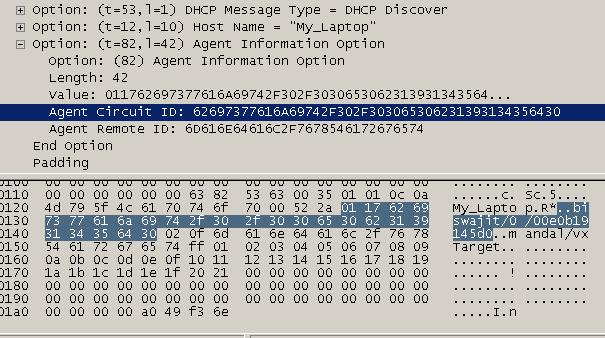 Option: (t=53,l=1) DHCP Message Type = DHCP Discover
Option: (t=12,l=10) Host Name = "My_Laptop"
Option: (t=82,l=42) Agent Information Option
Option: (82) Agent Information Option
Length: 42
Value: 011762697377616A69742F302F3030653062313931343564...
Agent Circuit ID: 62697377616A69742F302F303065306231393134356430
Agent Remote ID: 6D616E64616C2F7678546172676574
End Option
Padding
0110 00 00 00 00 00 00 63 82 53 63 00 35 01 01 0c 0a ......c. Sc.5....
0120 4d 79 5f 4c 61 70 74 6f 70 00 52 2a 01 17 62 69 My_Lapto p.R*..bi
0130 73 77 61 6a 69 74 2f 30 2f 30 30 65 30 62 31 39 swajit/0 /00e0b19
0140 31 34 35 64 30 02 0f 6d 61 6e 64 61 6c 2f 76 78 145d0..m andal/vx
0150 54 61 72 67 65 74 ff 01 02 03 04 05 06 07 08 09 Target.. ........
0160 0a 0b 0c 0d 0e 0f 10 11 12 13 14 15 16 17 18 19 ........ ........
0170 1a 1b 1c 1d 1e 1f 20 21 00 00 00 00 00 00 00 00 ...... ! ........
0180 00 00 00 00 00 00 00 00 00 00 00 00 00 00 00 00 ........ ........
0190 00 00 00 00 00 00 00 00 00 00 00 00 00 00 00 00 ........ ........
01a0 00 00 00 00 a0 49 f3 6e .....I.n